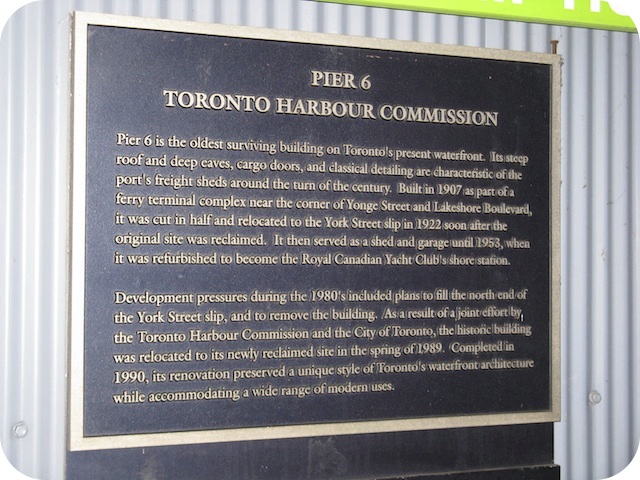 PIER 6
TORONTO HARBOUR COMMISSION
Pier 6 is the oldest surviving building on Toronto's present waterfront. Its steep
roof and deep eaves, cargo doors, and classical detailing are characteristic of the
port's freight sheds around the turn of the century. Built in 1907 as part of a
ferry terminal complex near the corner of Yonge Street and Lakeshore Boulevard,
it was cut in half and relocated to the York Street slip in 1922 soon after the
original site was reclaimed. It then served as a shed and garage until 1953, when
it was refurbished to become the Royal Canadian Yacht Club's shore station.
Development pressures during the 1980's included plans to fill the north end of
the York Street slip, and to remove the building. As a result of a joint effort by
the Toronto Harbour Commission and the City of Toronto, the historic building
was relocated to its newly reclaimed site in the spring of 1989. Completed in
1990, its renovation preserved a unique style of Toronto's waterfront architecture
while accommodating a wide range of modern uses.